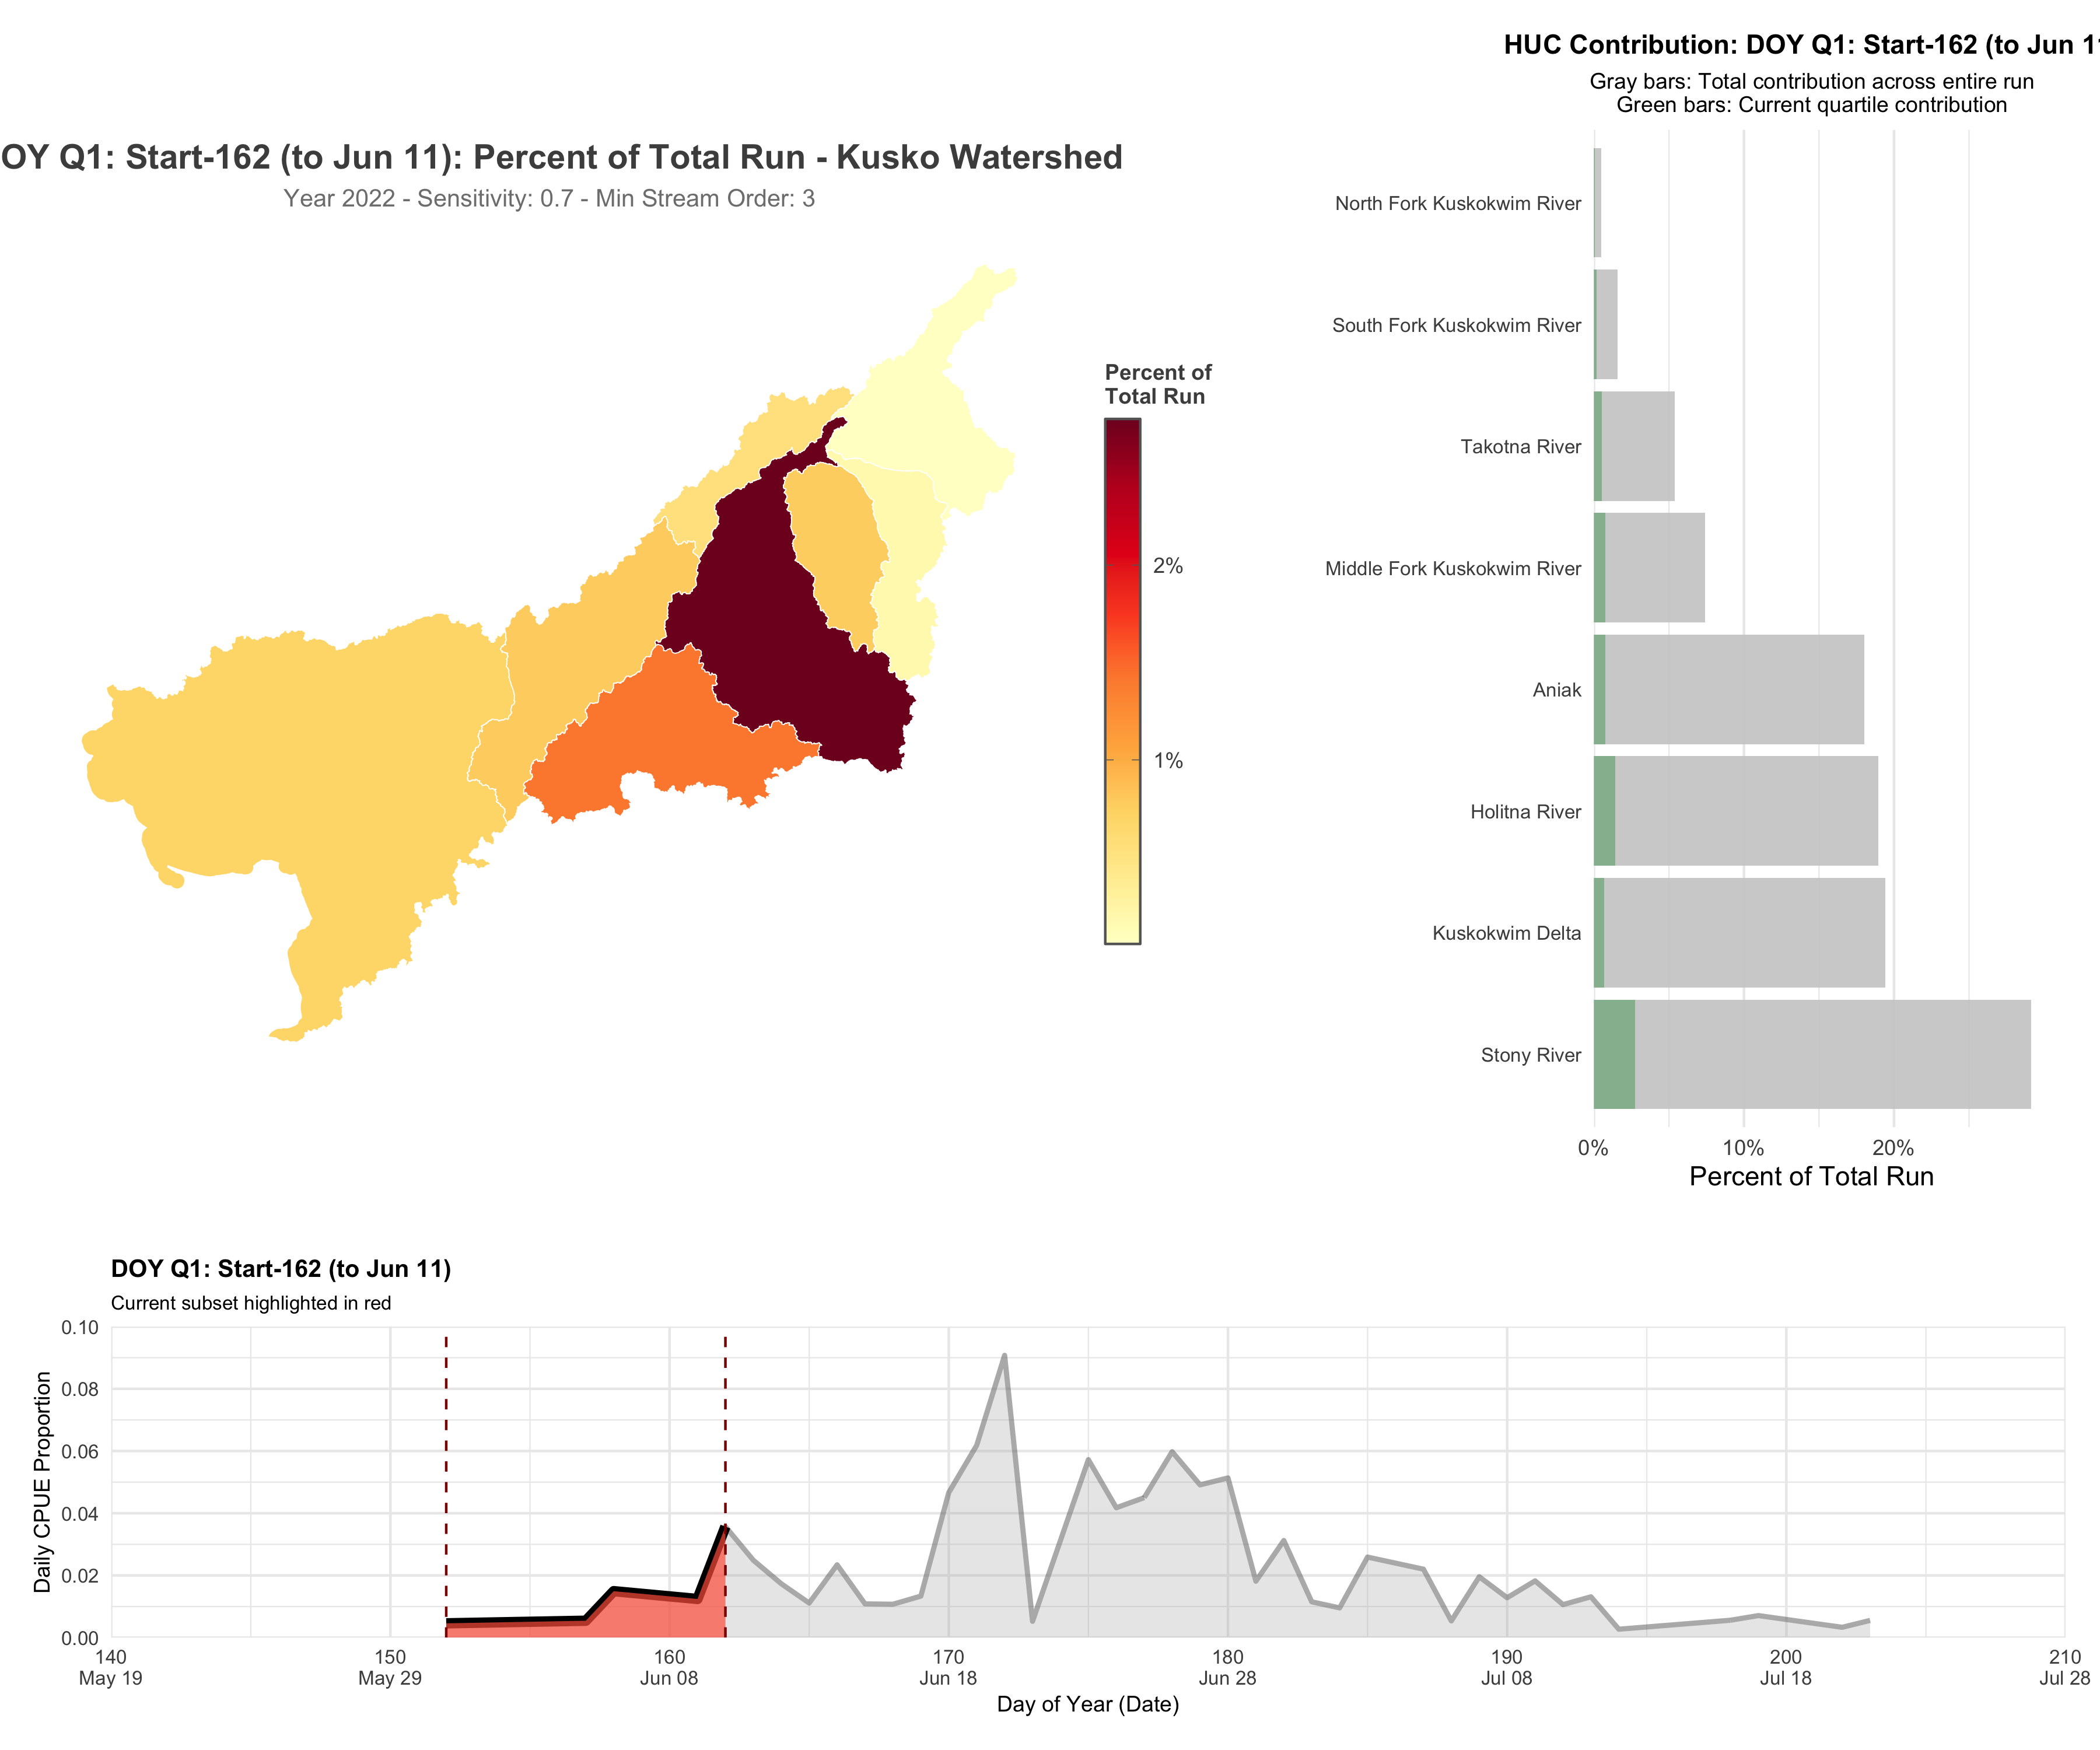 OY Q1: Start-162 (to Jun 11): Percent of Total Run - Kusko Watershed
Year 2022 - Sensitivity: 0.7 - Min Stream Order: 3
Percent of
Total Run
2%
1%
HUC Contribution: DOY Q1: Start-162 (to Jun 1
Gray bars: Total contribution across entire run
Green bars: Current quartile contribution
North Fork Kuskokwim River
South Fork Kuskokwim River
Takotna River
Middle Fork Kuskokwim River
Aniak
Holitna River
Kuskokwim Delta
Stony River
0% 10% 20%
Percent of Total Run
DOY Q1: Start-162 (to Jun 11)
Current subset highlighted in red
Daily CPUE Proportion
0.10
0.08
0.06
0.04
0.02
0.00
140 150 160 170 180 190 200 210
May 19 May 29 Jun 08 Jun 18 Jun 28 Jul 08 Jul 18 Jul 28
Day of Year (Date)